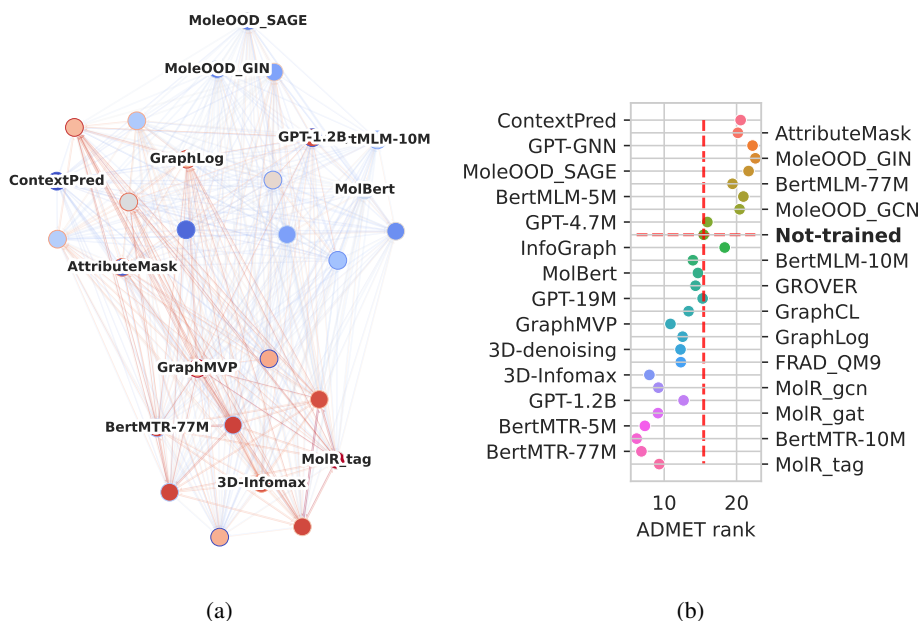 MoleOOD_SAGE
MoleOOD_GIN
GPT-1.2B
tMLM-10M
GraphLog
ContextPred
MolBert
AttributeMask
GraphMVP
BertMTR-77M
MolR_tag
3D-Infomax
(a)
ContextPred
AttributeMask
GPT-GNN
MoleOOD_GIN
MoleOOD_SAGE
BertMLM-77M
BertMLM-5M
MoleOOD_GCN
GPT-4.7M
Not-trained
InfoGraph
BertMLM-10M
MolBert
GROVER
GPT-19M
GraphCL
GraphMVP
GraphLog
3D-denoising
FRAD_QM9
3D-Infomax
MolR_gcn
GPT-1.2B
MolR_gat
BertMTR-5M
BertMTR-10M
BertMTR-77M
MolR_tag
10 20
ADMET rank
(b)